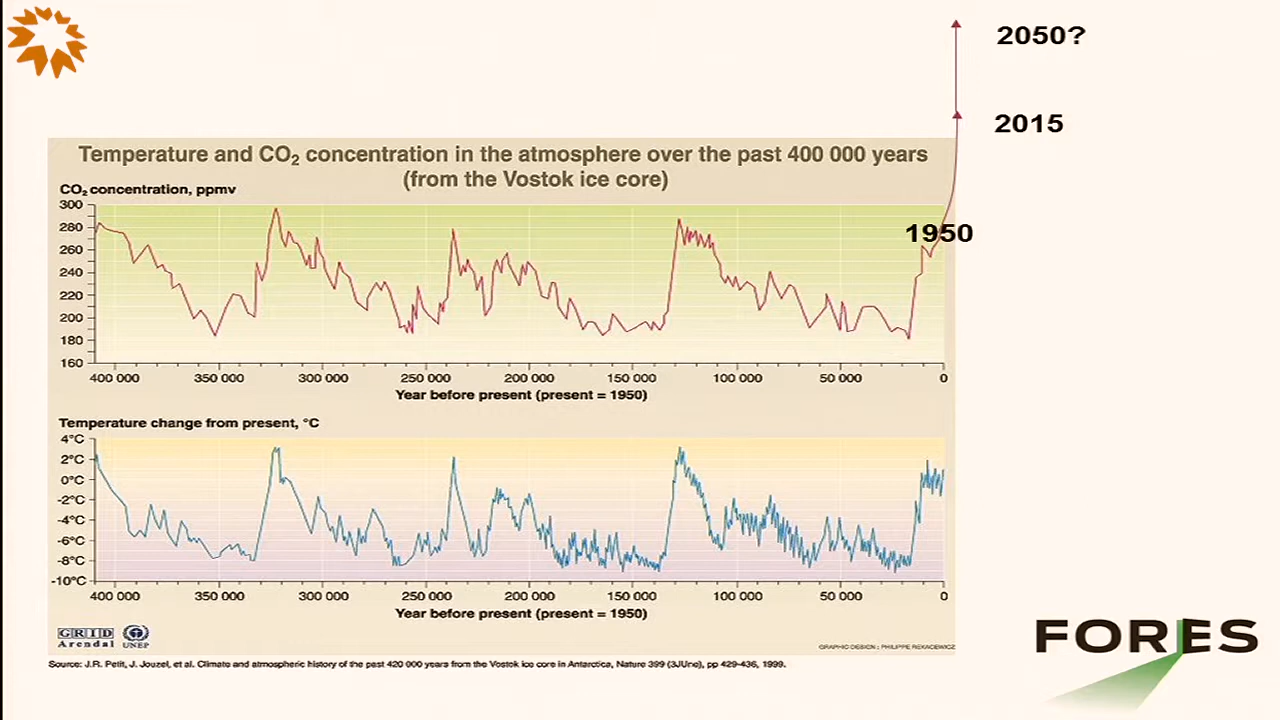 2050?
2015
Temperature and CO₂ concentration in the atmosphere over the past 400 000 years
(from the Vostok ice core)
CO₂ concentration, ppmv
300
280
260
240
220
200
180
160
1950
400 000 350 000 300 000 250 000 200 000 150 000 100 000 50 000 0
Year before present (present = 1950)
Temperature change from present, °C
4°C
2°C
0°C
-2°C
-4°C
-6°C
-8°C
-10°C
400 000 350 000 300 000 250 000 200 000 150 000 100 000 50 000 0
Year before present (present = 1950)
GRID
Arendal
UNEP
GRAPHIC DESIGN : PHILIPPE REKACEWICZ
Source: J.R. Petit, J. Jouzel, et al. Climate and atmospheric history of the past 420 000 years from the Vostok ice core in Antarctica, Nature 399 (3JUne), pp 429-436, 1999.
FORES